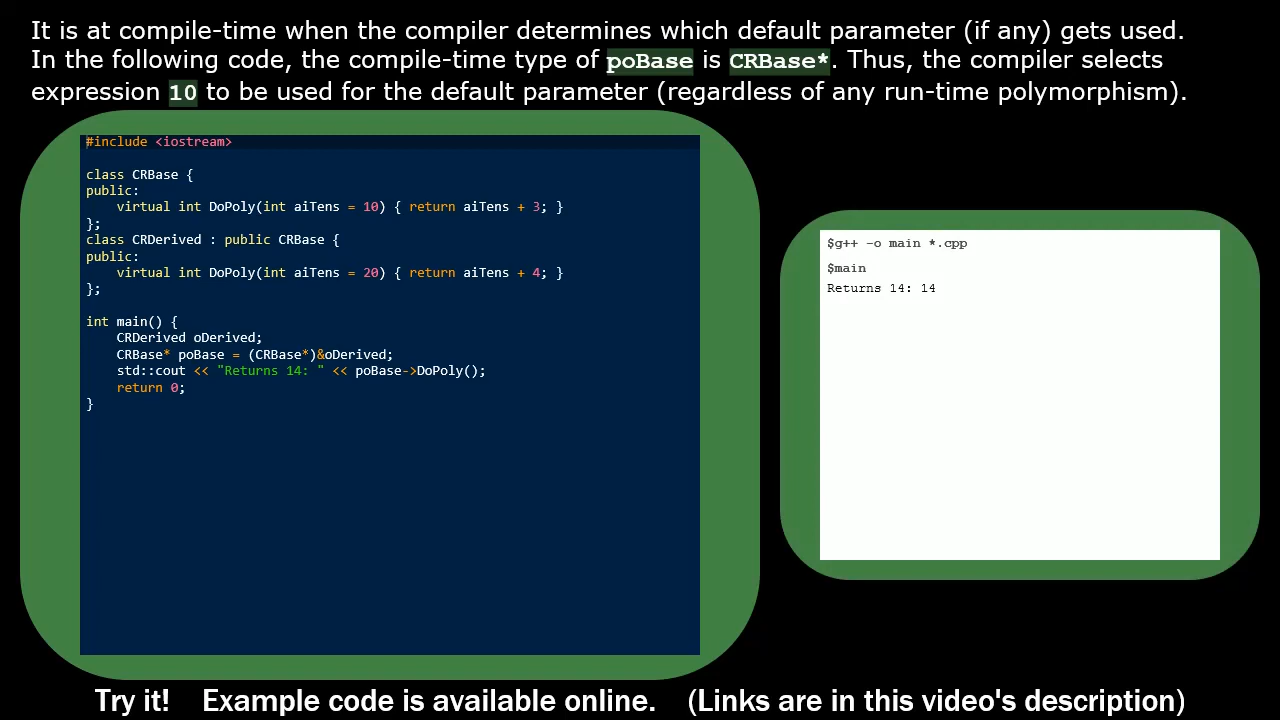 It is at compile-time when the compiler determines which default parameter (if any) gets used.
In the following code, the compile-time type of poBase is CRBase*. Thus, the compiler selects
expression 10 to be used for the default parameter (regardless of any run-time polymorphism).
#include <iostream>
class CRBase {
public:
    virtual int DoPoly(int aiTens = 10) { return aiTens + 3; }
};
class CRDerived : public CRBase {
public:
    virtual int DoPoly(int aiTens = 20) { return aiTens + 4; }
};
int main() {
    CRDerived oDerived;
    CRBase* poBase = (CRBase*)&oDerived;
    std::cout << "Returns 14: " << poBase->DoPoly();
    return 0;
}
$g++ -o main *.cpp
$main
Returns 14: 14
Try it! Example code is available online. (Links are in this video's description)